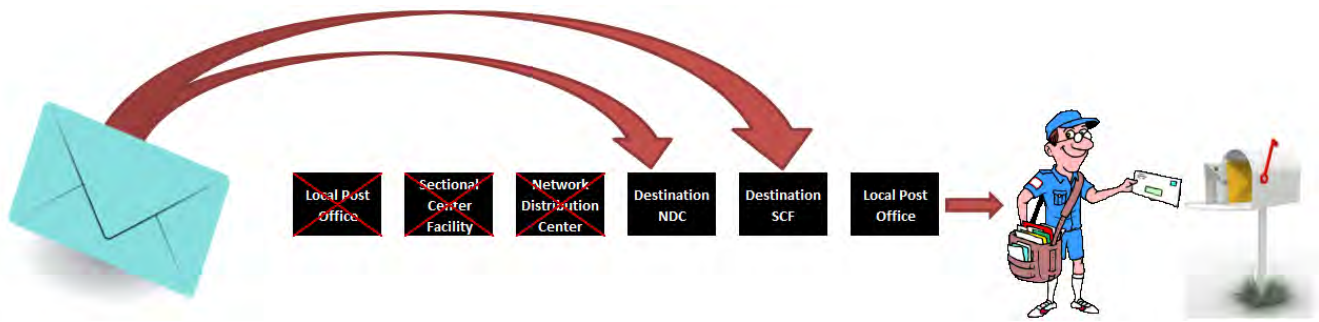 Local Post
Office
Sectional
Center
Facility
Network
Distribution
Center
Destination
NDC
Destination
SCF
Local Post
Office